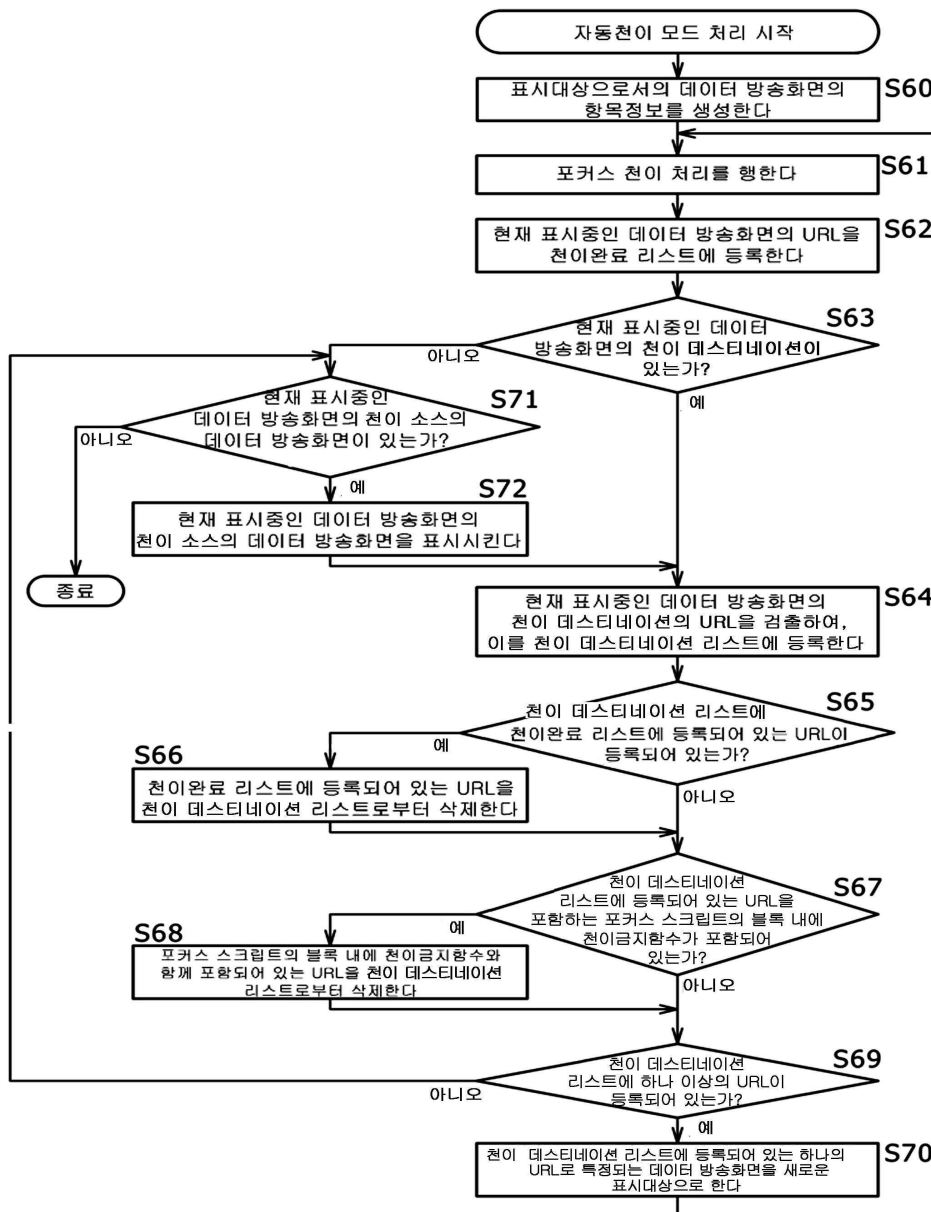 자동천이 모드 처리 시작
S60
표시대상으로서의 데이터 방송화면의
항목정보를 생성한다
S61
포커스 천이 처리를 행한다
S62
현재 표시중인 데이터 방송화면의 URL을
천이완료 리스트에 등록한다
S63
현재 표시중인 데이터
방송화면의 천이 데스티네이션이
있는가?
아니오
예
S71
현재 표시중인
데이터 방송화면의 천이 소스의
데이터 방송화면이 있는가?
아니오
예
S72
현재 표시중인 데이터 방송화면의
천이 소스의 데이터 방송화면을 표시시킨다
종료
S64
현재 표시중인 데이터 방송화면의
천이 데스티네이션의 URL을 검출하여,
이를 천이 데스티네이션 리스트에 등록한다
S65
천이 데스티네이션 리스트에
천이완료 리스트에 등록되어 있는 URL이
등록되어 있는가?
예
아니오
S66
천이완료 리스트에 등록되어 있는 URL을
천이 데스티네이션 리스트로부터 삭제한다
S67
천이 데스티네이션
리스트에 등록되어 있는 URL을
포함하는 포커스 스크립트의 블록 내에
천이금지함수가 포함되어
있는가?
예
아니오
S68
포커스 스크립트의 블록 내에 천이금지함수와
함께 포함되어 있는 URL을 천이 데스티네이션
리스트로부터 삭제한다
S69
천이 데스티네이션
리스트에 하나 이상의 URL이
등록되어 있는가?
아니오
예
S70
천이 데스티네이션 리스트에 등록되어 있는 하나의
URL로 특정되는 데이터 방송화면을 새로운
표시대상으로 한다